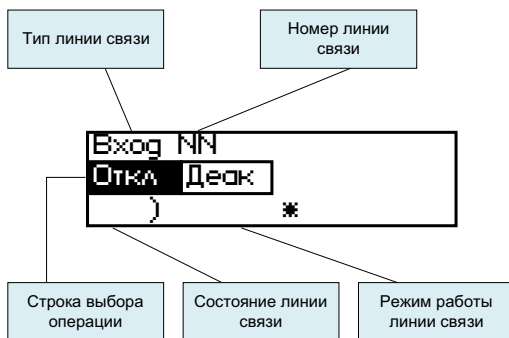 Тип линии связи
Номер линии
связи
Вход NN
Откл Деак
) *
Строка выбора
операции
Состояние линии
связи
Режим работы
линии связи